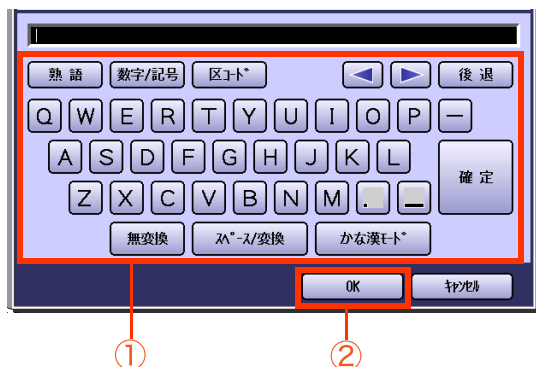 熟 語 数字/記号 区ｺｰﾄﾞ 後 退
Q W E R T Y U I O P ー
A S D F G H J K L 確 定
Z X C V B N M . _
無変換 ｽﾍﾟｰｽ/変換 かな漢ﾓｰﾄﾞ
OK ｷｬﾝｾﾙ
① ②